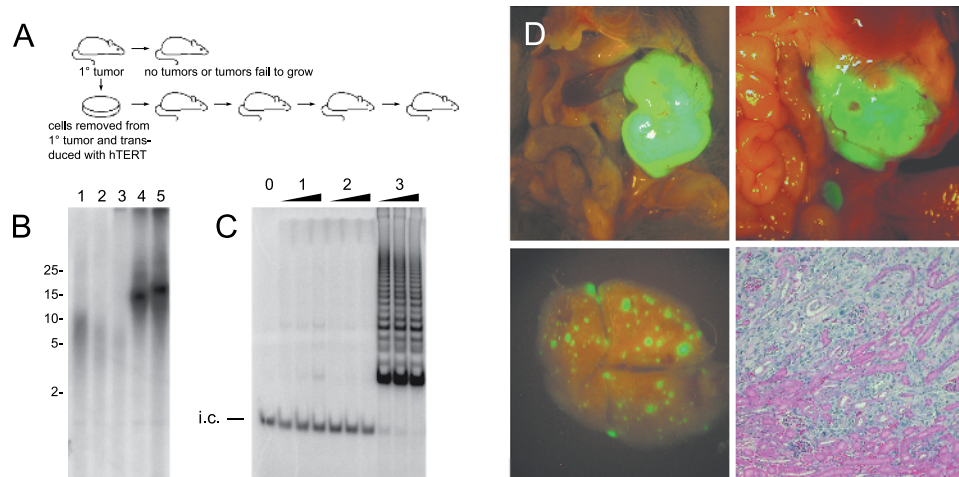 A
1° tumor
no tumors or tumors fail to grow
cells removed from
1° tumor and trans-
duced with hTERT
B
1 2 3 4 5
25-
15-
10-
5-
2-
C
0 1 2 3
i.c.
D